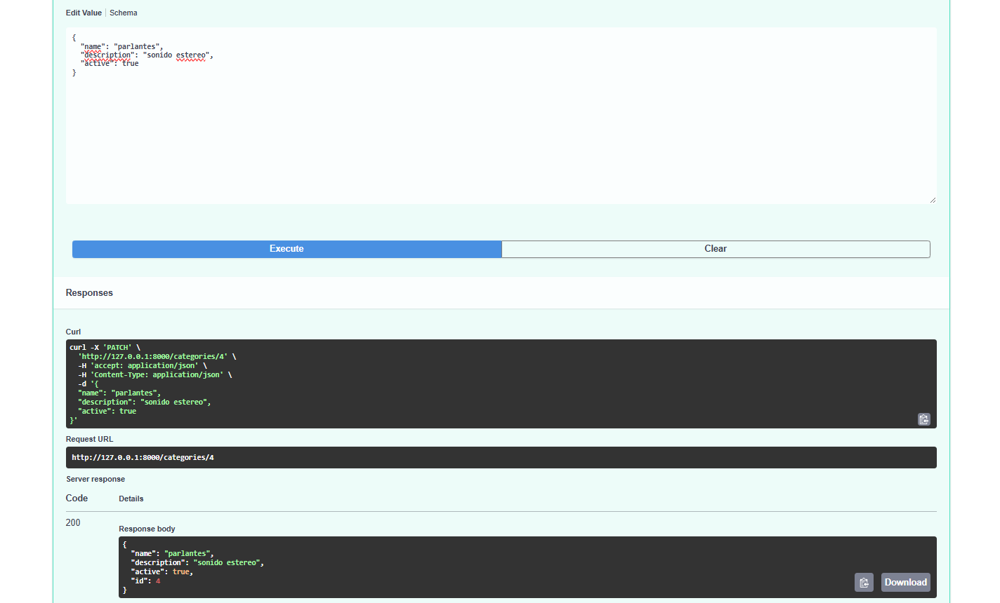 Edit Value | Schema
{
  "name": "parlantes",
  "description": "sonido estereo",
  "active": true
}
Execute
Clear
Responses
Curl
curl -X 'PATCH' \
  'http://127.0.0.1:8000/categories/4' \
  -H 'accept: application/json' \
  -H 'Content-Type: application/json' \
  -d '{
  "name": "parlantes",
  "description": "sonido estereo",
  "active": true
}'
Request URL
http://127.0.0.1:8000/categories/4
Server response
Code Details
200
Response body
{
  "name": "parlantes",
  "description": "sonido estereo",
  "active": true,
  "id": 4
}
Download